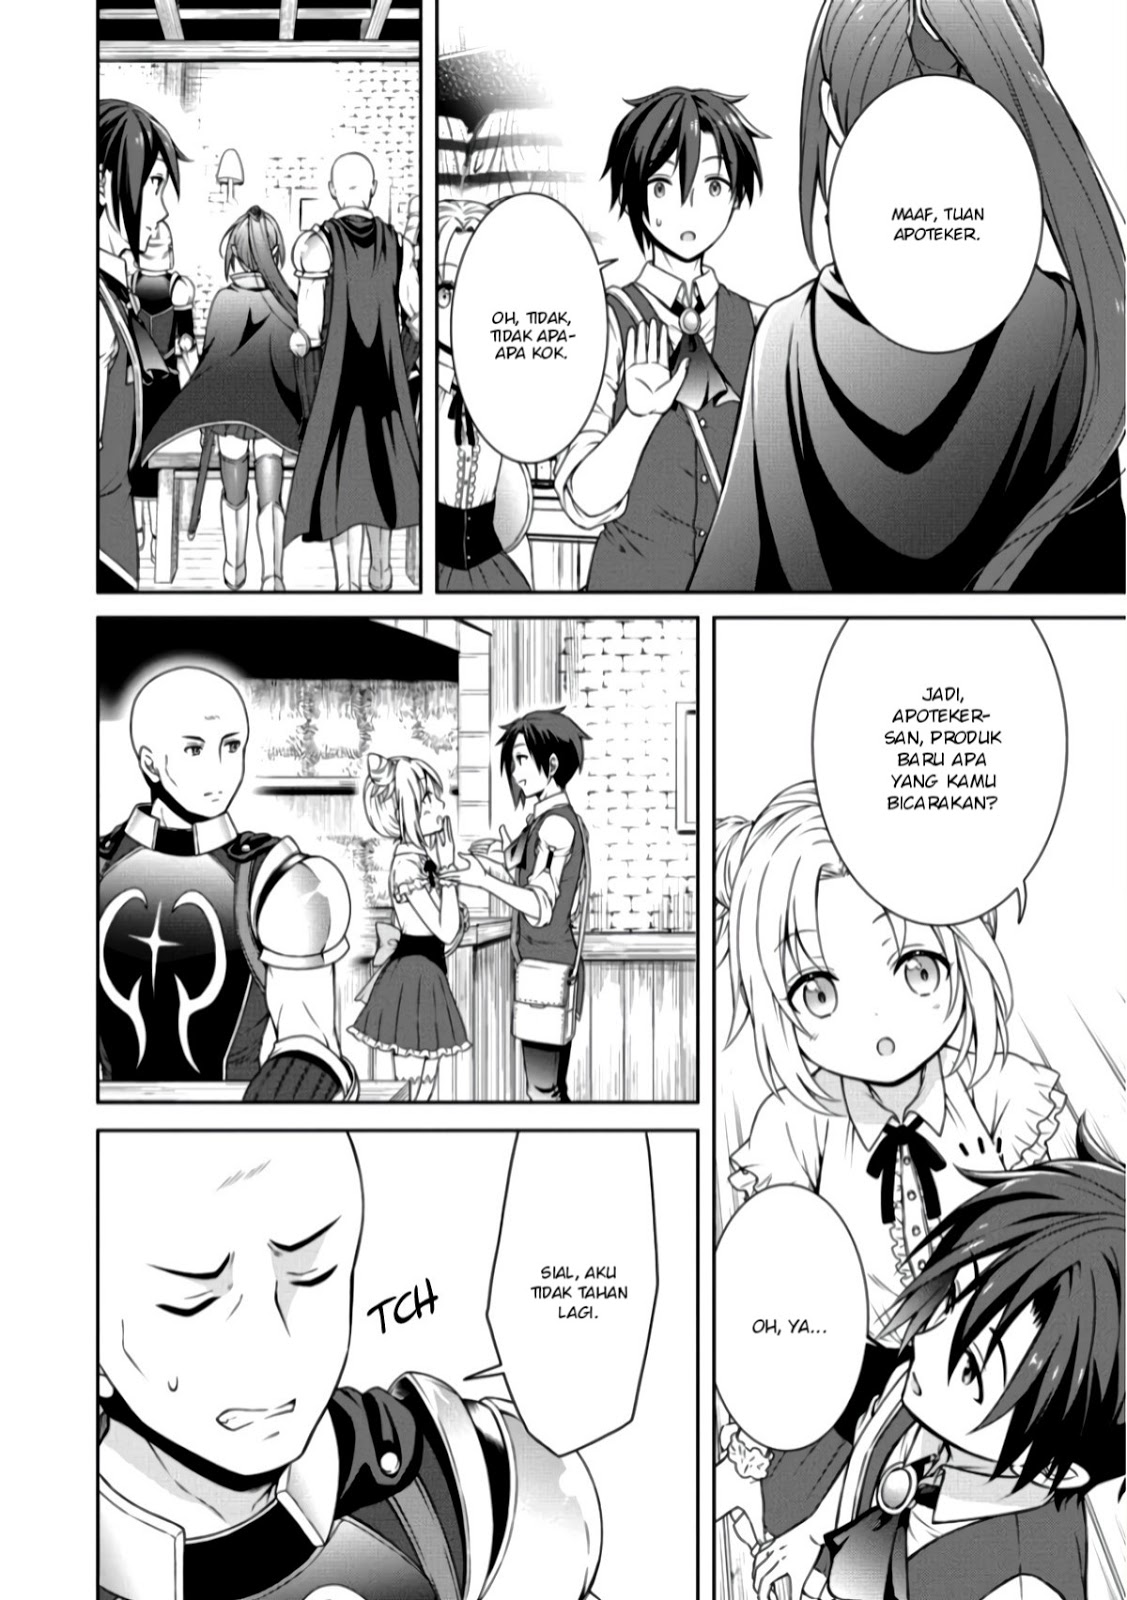 MAAF, TUAN
APOTEKER.
OH, TIDAK,
TIDAK APA-
APA KOK.
JADI,
APOTEKER-
SAN, PRODUK
BARU APA
YANG KAMU
BICARAKAN?
OH, YA...
SIAL, AKU
TIDAK TAHAN
LAGI.
TCH